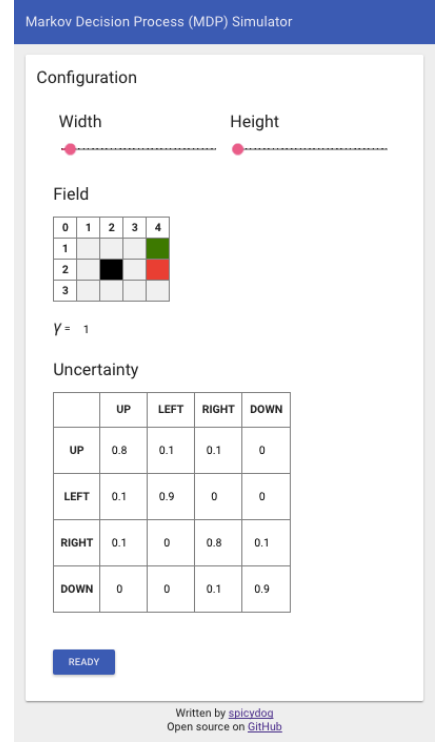 Markov Decision Process (MDP) Simulator
Configuration
Width Height
Field
0 1 2 3 4
1
2
3
γ = 1
Uncertainty
UP LEFT RIGHT DOWN
UP 0.8 0.1 0.1 0
LEFT 0.1 0.9 0 0
RIGHT 0.1 0 0.8 0.1
DOWN 0 0 0.1 0.9
READY
Written by spicydog
Open source on GitHub